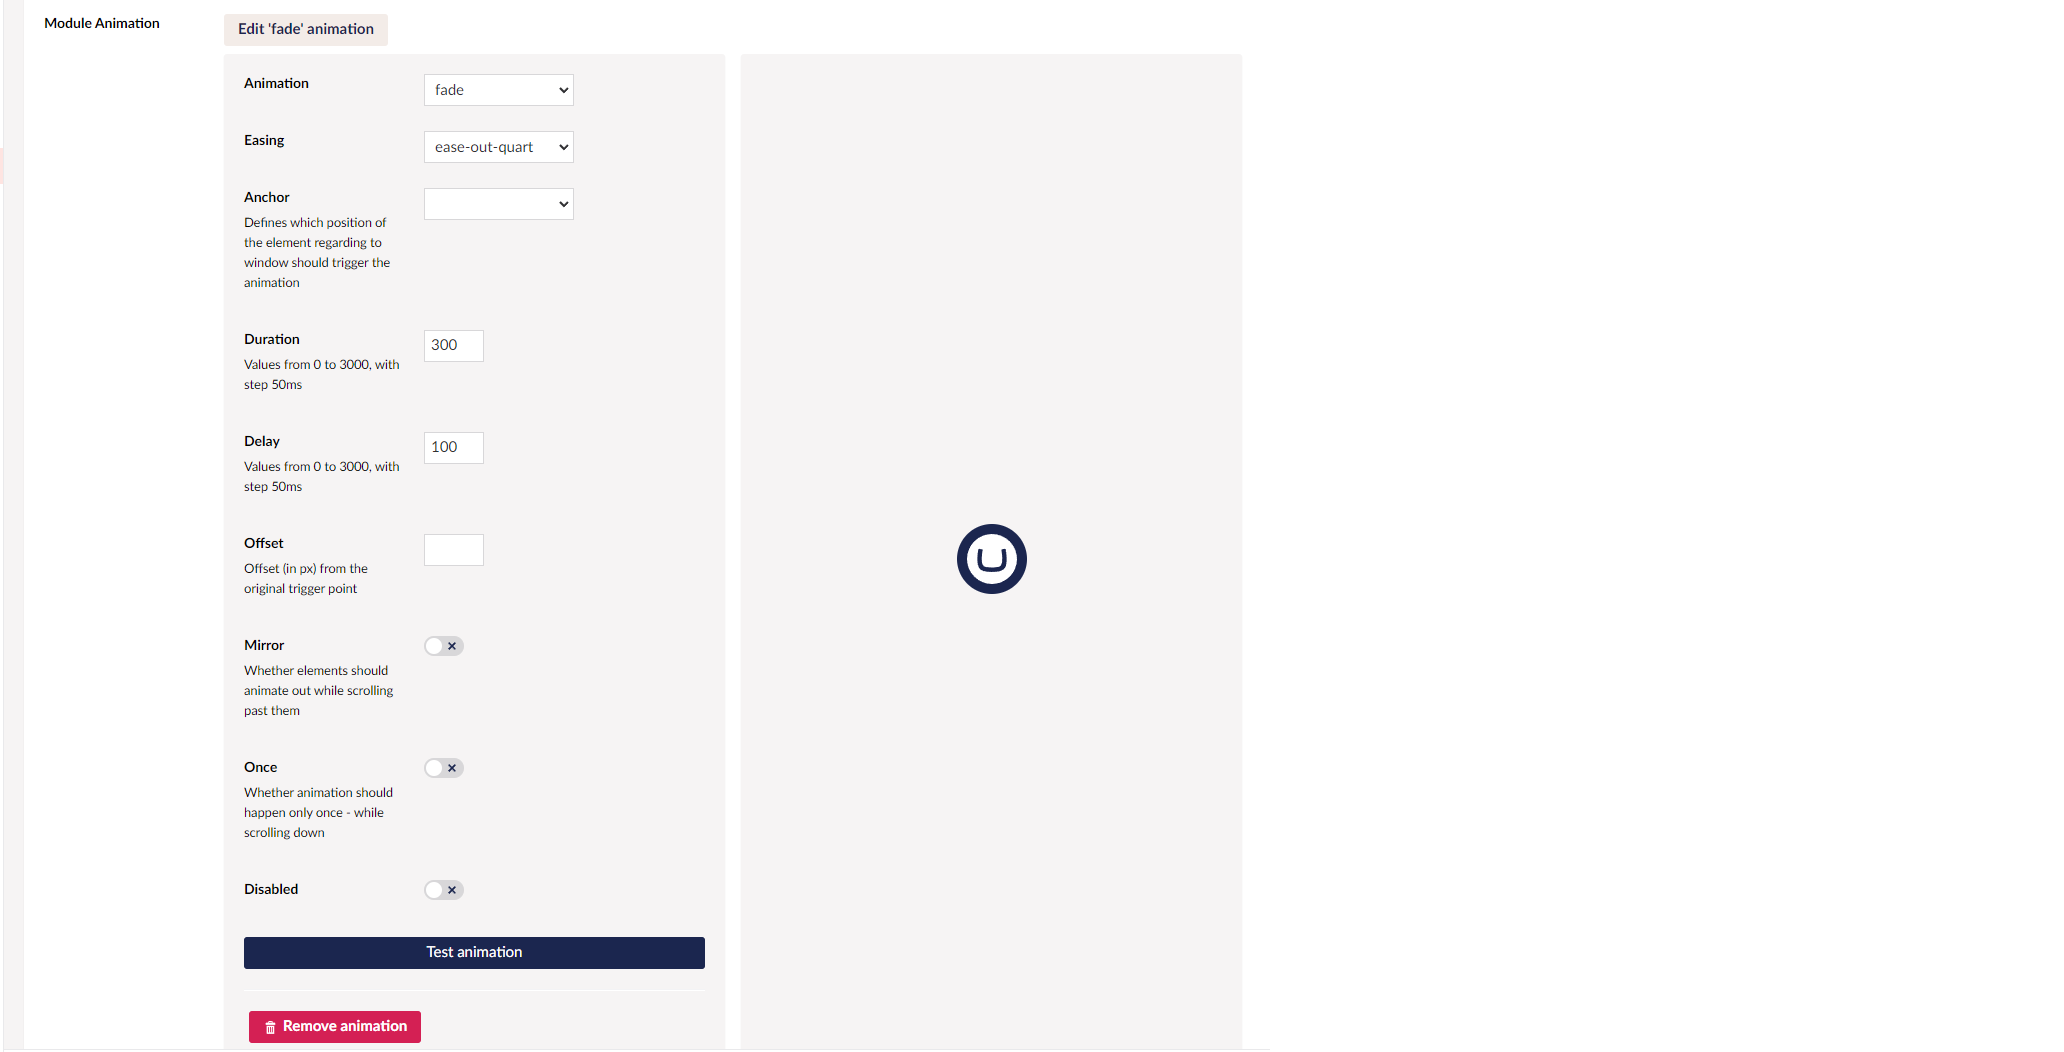 Module Animation
Edit 'fade' animation
Animation
fade
Easing
ease-out-quart
Anchor
Defines which position of
the element regarding to
window should trigger the
animation
Duration
300
Values from 0 to 3000, with
step 50ms
Delay
100
Values from 0 to 3000, with
step 50ms
Offset
Offset (in px) from the
original trigger point
Mirror
Whether elements should
animate out while scrolling
past them
Once
Whether animation should
happen only once - while
scrolling down
Disabled
Test animation
Remove animation